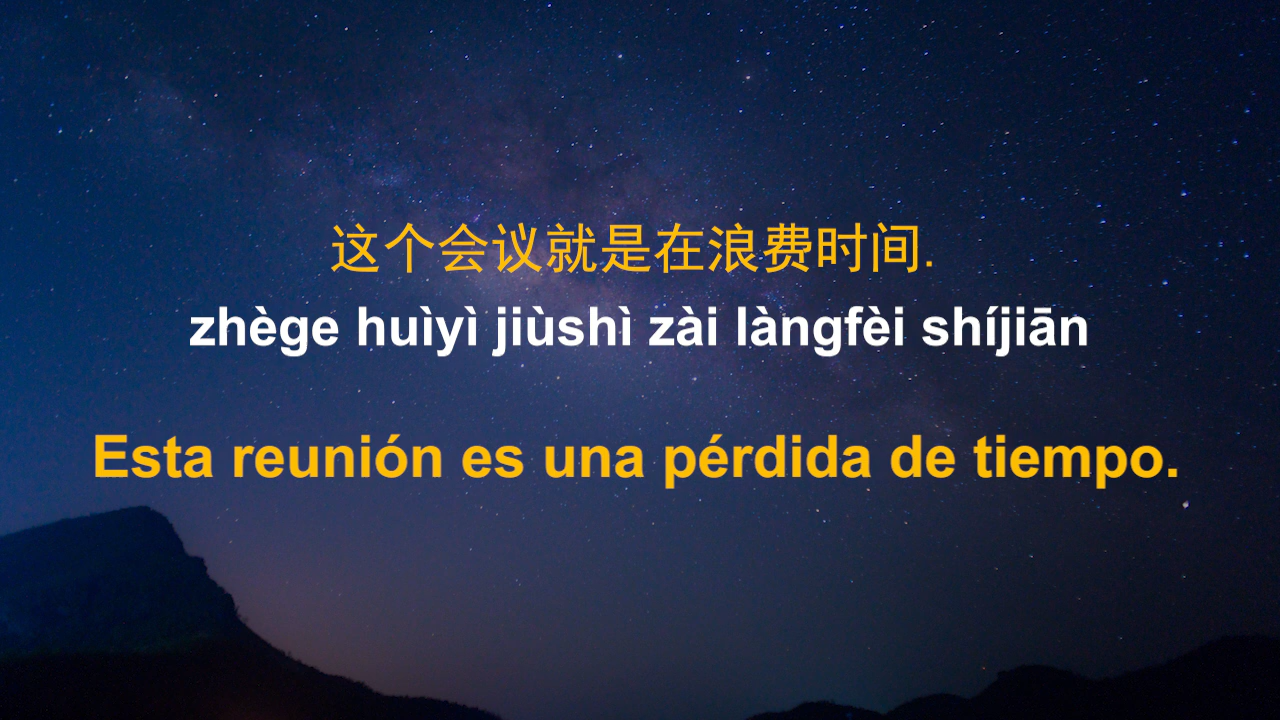 这个会议就是在浪费时间.
zhège huìyì jiùshì zài làngfèi shíjiān
Esta reunión es una pérdida de tiempo.